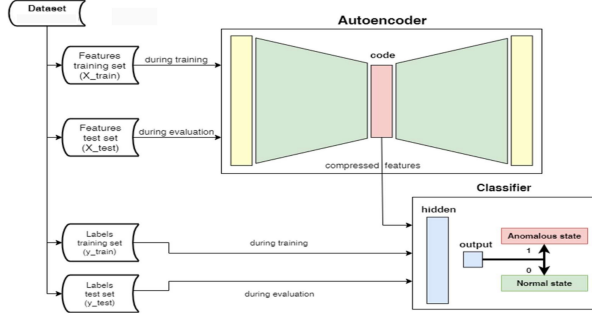 Dataset
Autoencoder
code
Features
training set
(X_train)
during training
Features
test set
(X_test)
during evaluation
compressed features
Classifier
hidden
Anomalous state
output
1
0
Normal state
Labels
training set
(y_train)
during training
Labels
test set
(y_test)
during evaluation